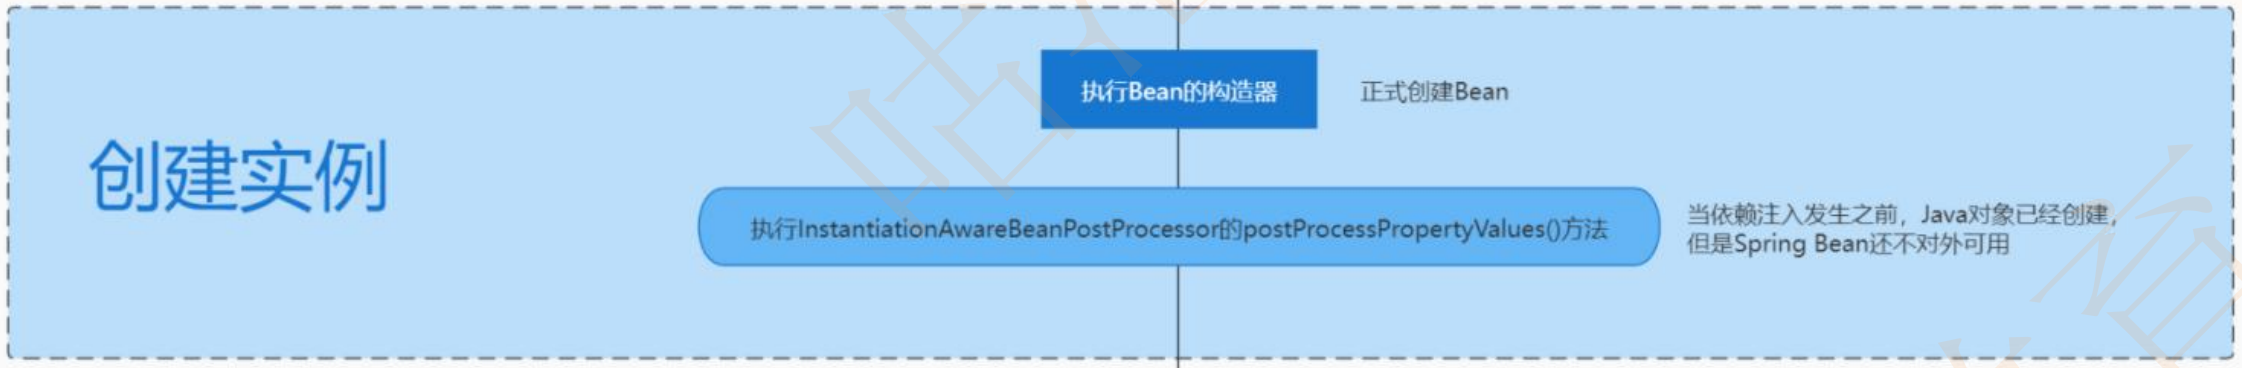 执行Bean的构造器
正式创建Bean
创建实例
执行InstantiationAwareBeanPostProcessor的postProcessPropertyValues()方法
当依赖注入发生之前，Java对象已经创建，
但是Spring Bean还不对外可用